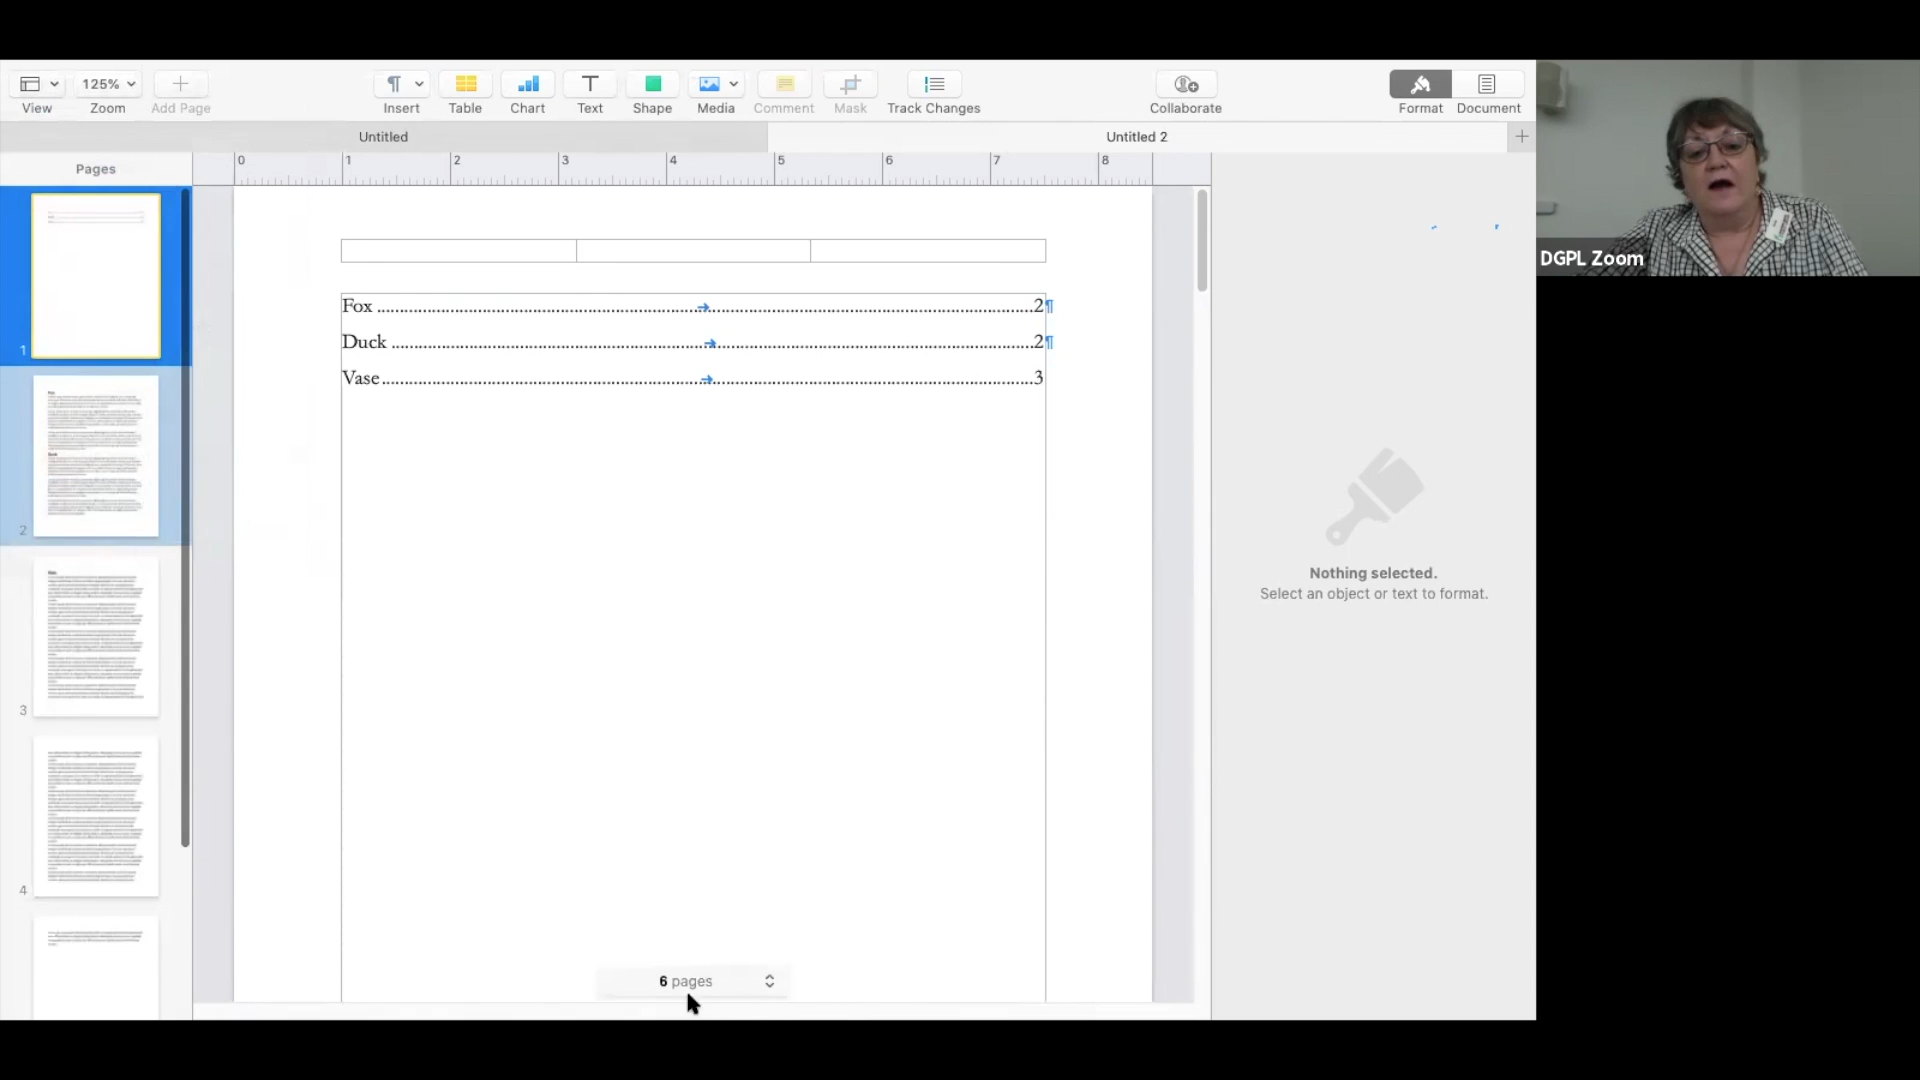 125%
View
Zoom
Add Page
Insert
Table
Chart
Text
Shape
Media
Comment
Mask
Track Changes
Collaborate
Format
Document
Untitled
Untitled 2
Pages
0 1 2 3 4 5 6 7 8
Fox ........................................................................2¶
Duck ........................................................................2¶
Vase ........................................................................3
1
2
3
4
Nothing selected.
Select an object or text to format.
6 pages
DGPL Zoom